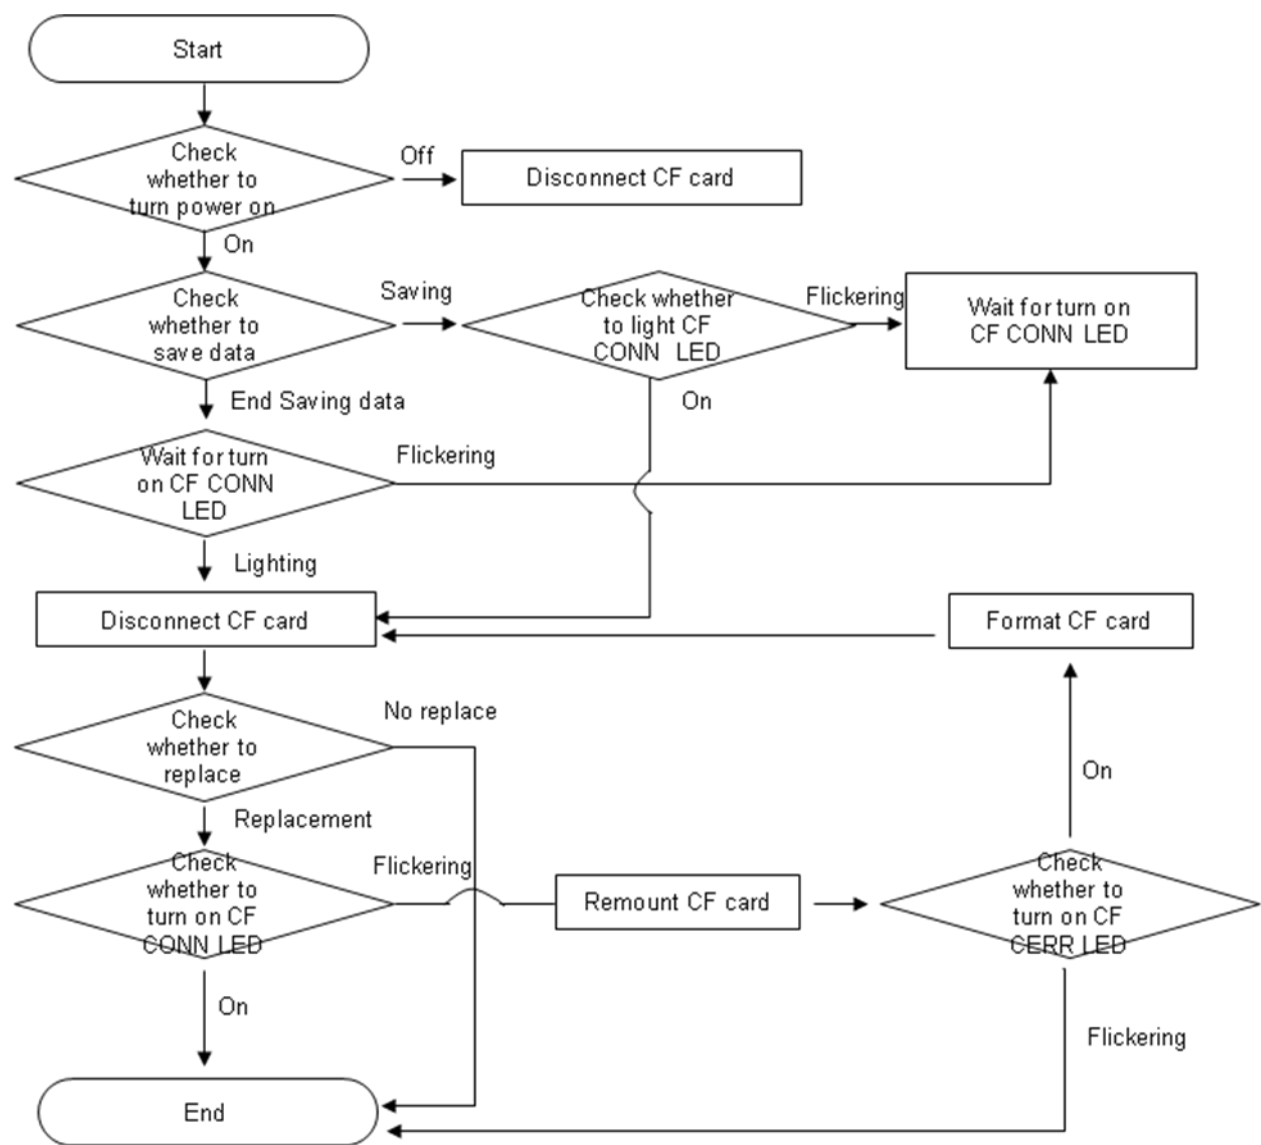 Start
Check
whether to
turn power on
Off
Disconnect CF card
On
Check
whether to
save data
Saving
Check whether
to light CF
CONN LED
Flickering
Wait for turn on
CF CONN LED
End Saving data
On
Wait for turn
on CF CONN
LED
Flickering
Lighting
Disconnect CF card
Format CF card
Check
whether to
replace
No replace
On
Replacement
Check
whether to
turn on CF
CONN LED
Flickering
Remount CF card
Check
whether to
turn on CF
CERR LED
On
Flickering
End